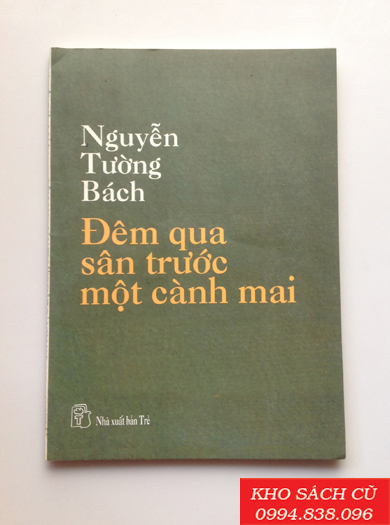 Nguyễn
Tường
Bách
Đêm qua
sân trước
một cành mai
Nhà xuất bản Trẻ
KHO SÁCH CŨ
0994.838.096